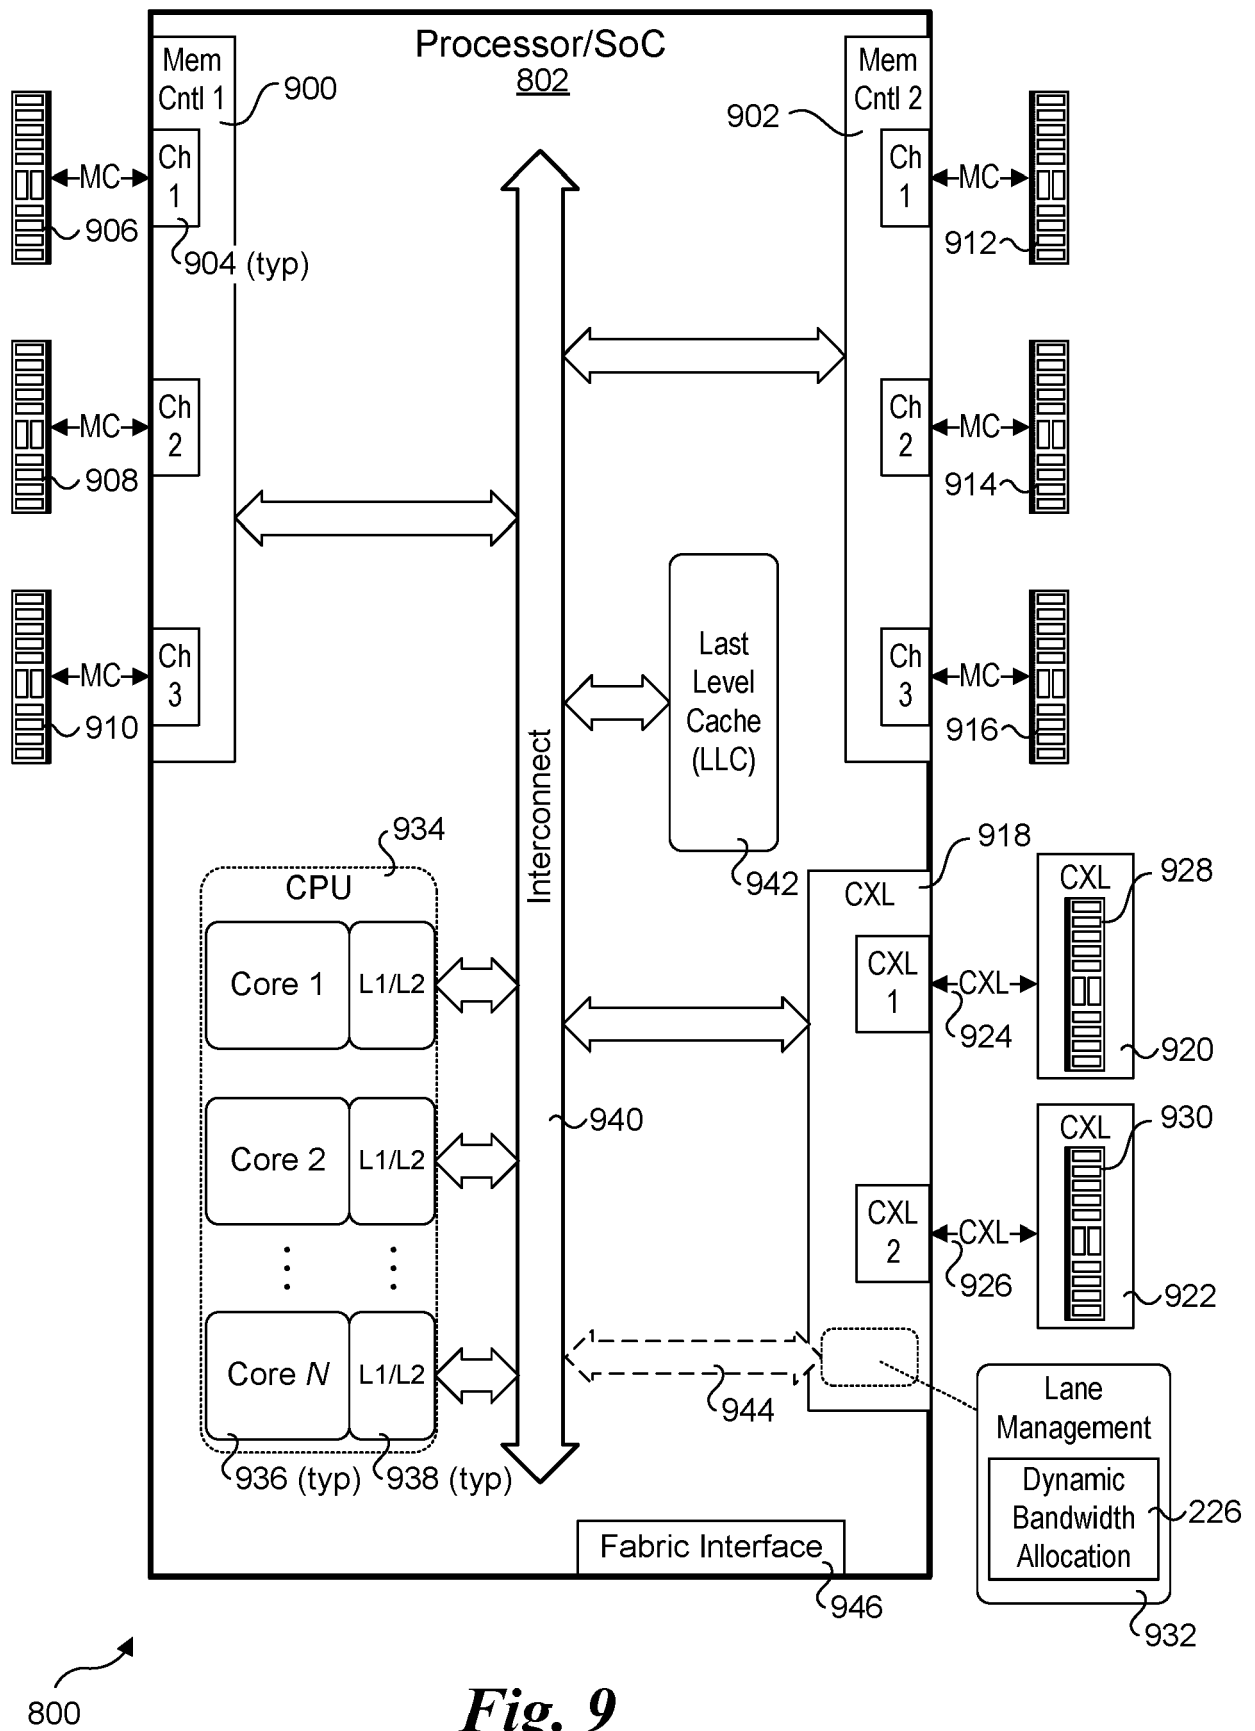 Processor/SoC
802
Mem
Cntl 1
900
Ch
1
904 (typ)
MC
906
Ch
2
MC
908
Ch
3
MC
910
Mem
Cntl 2
902
Ch
1
MC
912
Ch
2
MC
914
Ch
3
MC
916
Last
Level
Cache
(LLC)
942
Interconnect
940
934
CPU
Core 1
L1/L2
Core 2
L1/L2
Core N
L1/L2
936 (typ)
938 (typ)
918
CXL
CXL
1
CXL
924
CXL
928
920
CXL
2
CXL
926
CXL
930
922
944
Lane
Management
Dynamic
Bandwidth
Allocation
226
932
Fabric Interface
946
800
Fig. 9